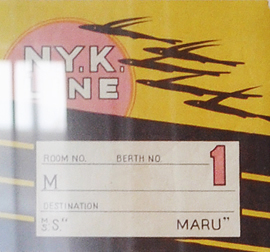 N.Y.K.
LINE
ROOM NO. BERTH NO. 1
M
DESTINATION
"S.S." MARU"